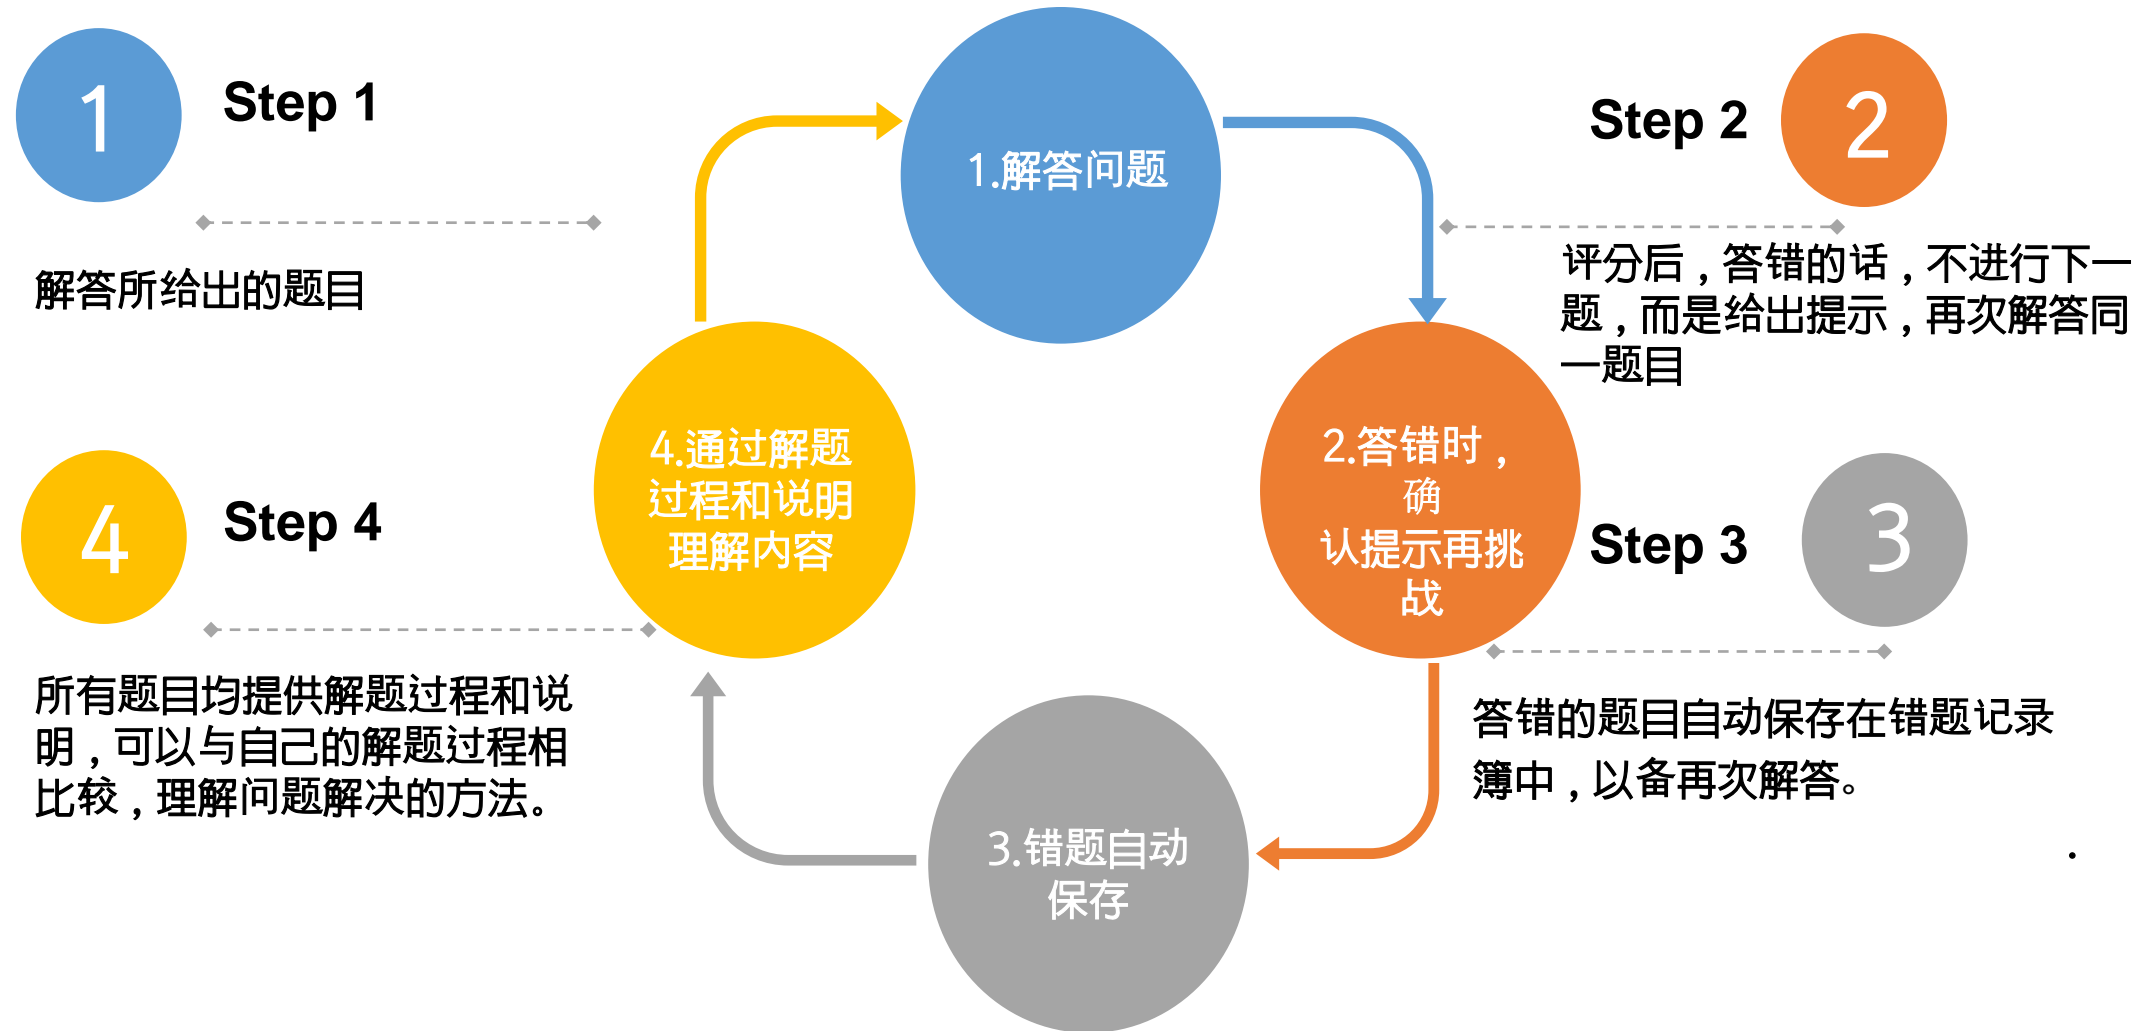 1
Step 1
解答所给出的题目
1.解答问题
Step 2
2
评分后，答错的话，不进行下一
题，而是给出提示，再次解答同
一题目
2.答错时，
确
认提示再挑
战
Step 3
3
答错的题目自动保存在错题记录
簿中，以备再次解答。
.
3.错题自动
保存
4
Step 4
所有题目均提供解题过程和说
明，可以与自己的解题过程相
比较，理解问题解决的方法。
4.通过解题
过程和说明
理解内容